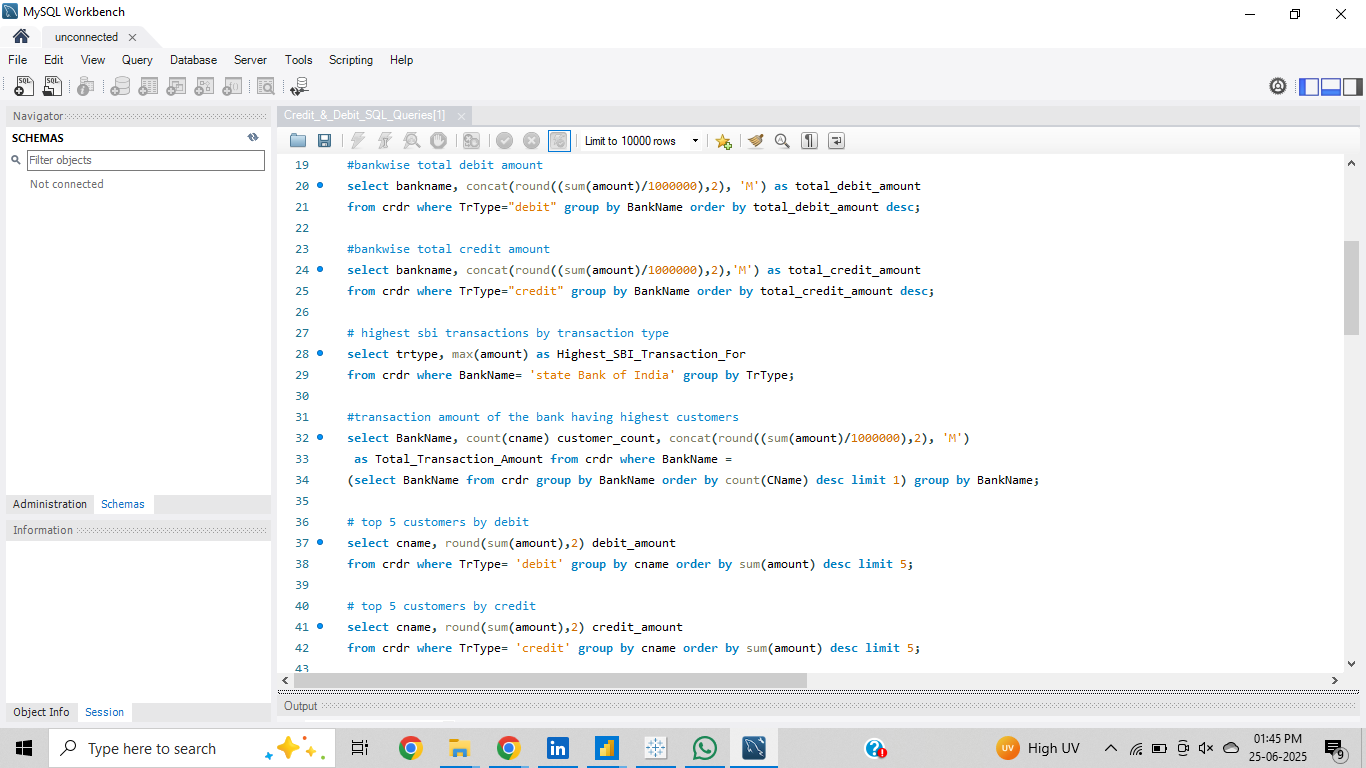 MySQL Workbench
unconnected
File Edit View Query Database Server Tools Scripting Help
Navigator
SCHEMAS
Filter objects
Not connected
Administration Schemas
Information
Object Info Session
Credit_&_Debit_SQL_Queries[1]
Limit to 10000 rows
19 #bankwise total debit amount
20 select bankname, concat(round((sum(amount)/1000000),2), 'M') as total_debit_amount
21 from crdr where TrType="debit" group by BankName order by total_debit_amount desc;
22
23 #bankwise total credit amount
24 select bankname, concat(round((sum(amount)/1000000),2),'M') as total_credit_amount
25 from crdr where TrType="credit" group by BankName order by total_credit_amount desc;
26
27 # highest sbi transactions by transaction type
28 select trtype, max(amount) as Highest_SBI_Transaction_For
29 from crdr where BankName= 'state Bank of India' group by TrType;
30
31 #transaction amount of the bank having highest customers
32 select BankName, count(cname) customer_count, concat(round((sum(amount)/1000000),2), 'M')
33 as Total_Transaction_Amount from crdr where BankName =
34 (select BankName from crdr group by BankName order by count(CName) desc limit 1) group by BankName;
35
36 # top 5 customers by debit
37 select cname, round(sum(amount),2) debit_amount
38 from crdr where TrType= 'debit' group by cname order by sum(amount) desc limit 5;
39
40 # top 5 customers by credit
41 select cname, round(sum(amount),2) credit_amount
42 from crdr where TrType= 'credit' group by cname order by sum(amount) desc limit 5;
43
Output
Type here to search
UV High UV
01:45 PM
25-06-2025
9